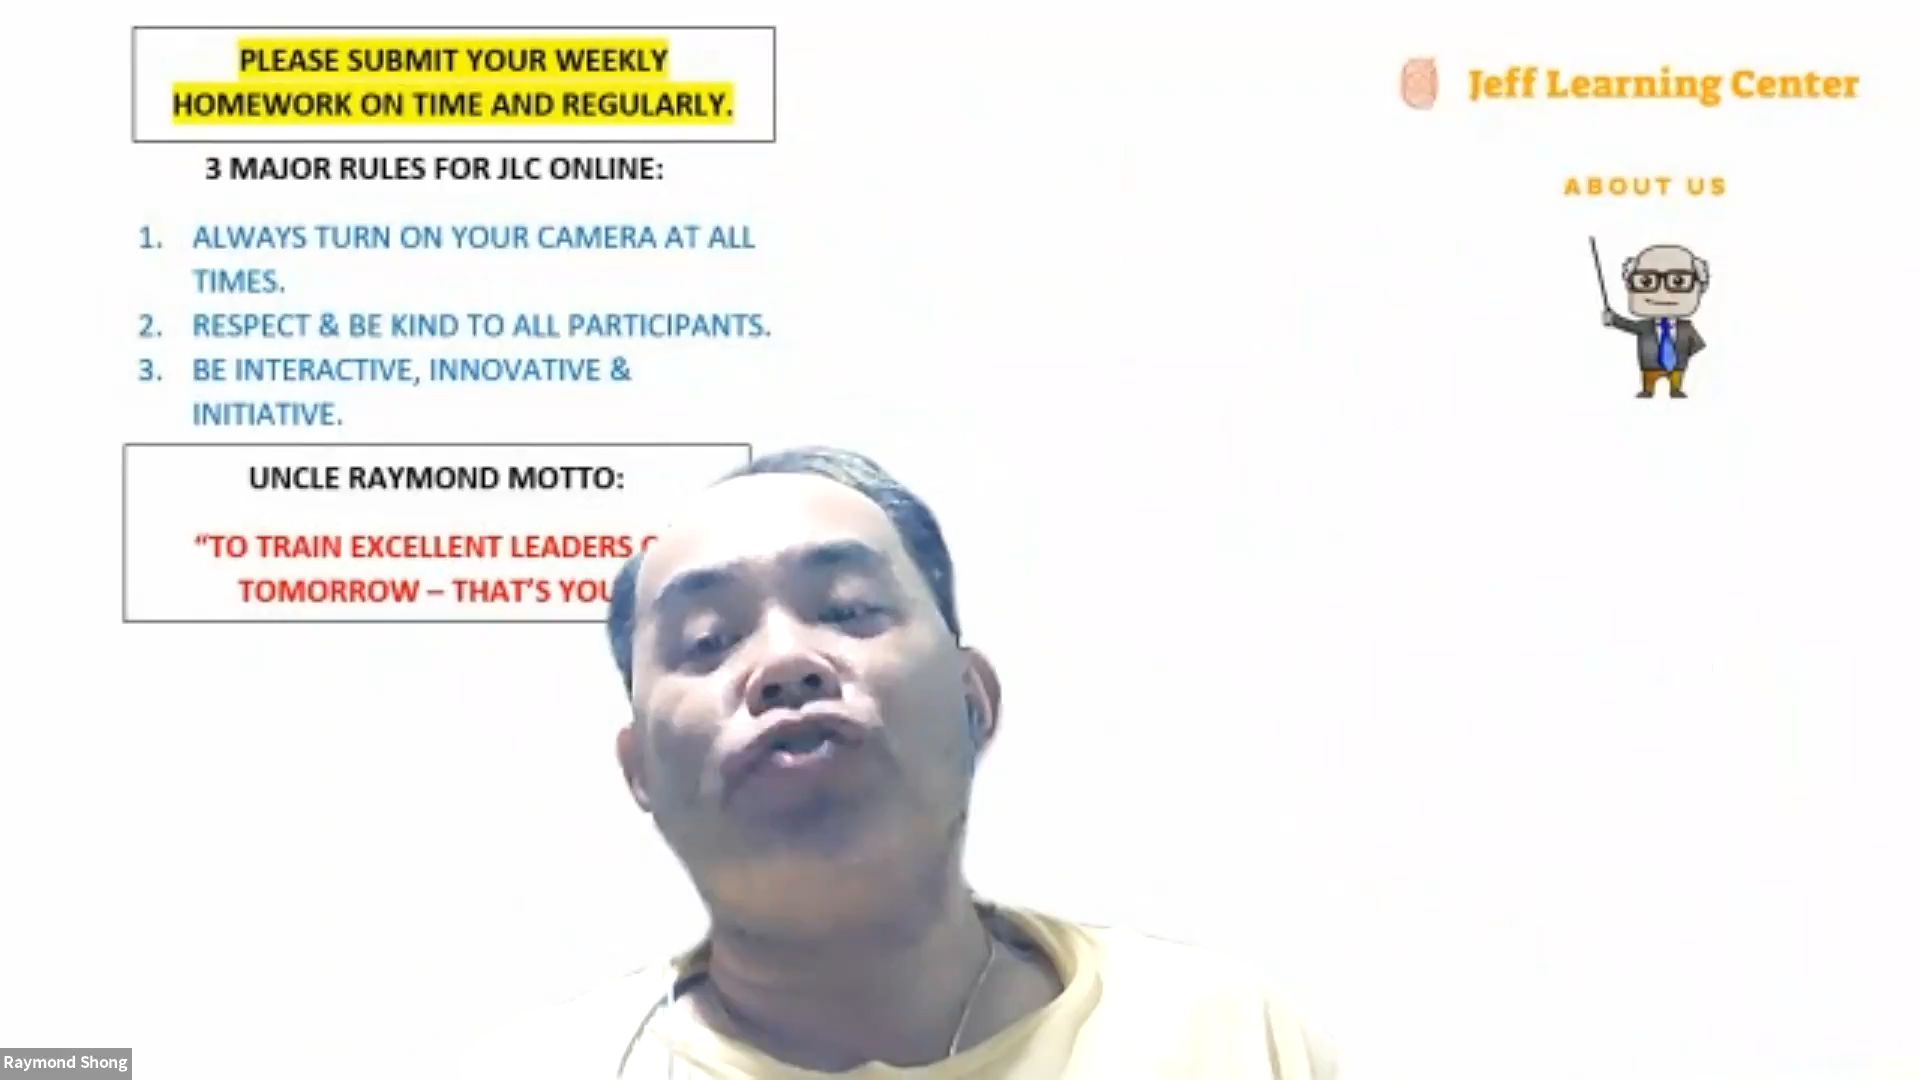 PLEASE SUBMIT YOUR WEEKLY
HOMEWORK ON TIME AND REGULARLY.
3 MAJOR RULES FOR JLC ONLINE:
1. ALWAYS TURN ON YOUR CAMERA AT ALL
TIMES.
2. RESPECT & BE KIND TO ALL PARTICIPANTS.
3. BE INTERACTIVE, INNOVATIVE &
INITIATIVE.
UNCLE RAYMOND MOTTO:
“TO TRAIN EXCELLENT LEADERS
TOMORROW – THAT’S YOU
Jeff Learning Center
ABOUT US
Raymond Shong